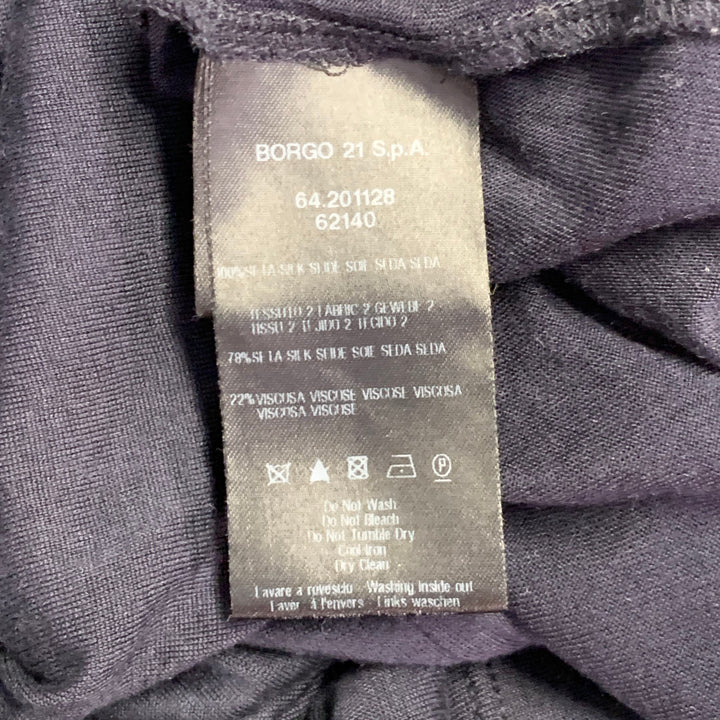 BORGO 21 S.p.A.
64.201128
62140
100%SETA SILK SEIDE SOIE SEDA SEDA
TESSUTO 2 FABRIC 2 GEWEBE 2
TISSU 2 TEJIDO 2 TECIDO 2
78%SETA SILK SEIDE SOIE SEDA SEDA
22%VISCOSA VISCOSE VISCOSE VISCOSA
VISCOSA VISCOSE
P
Do Not Wash
Do Not Bleach
Do Not Tumble Dry
Cool Iron
Dry Clean
Lavare a rovescio - Washing inside out
Laver à l'envers - Links waschen